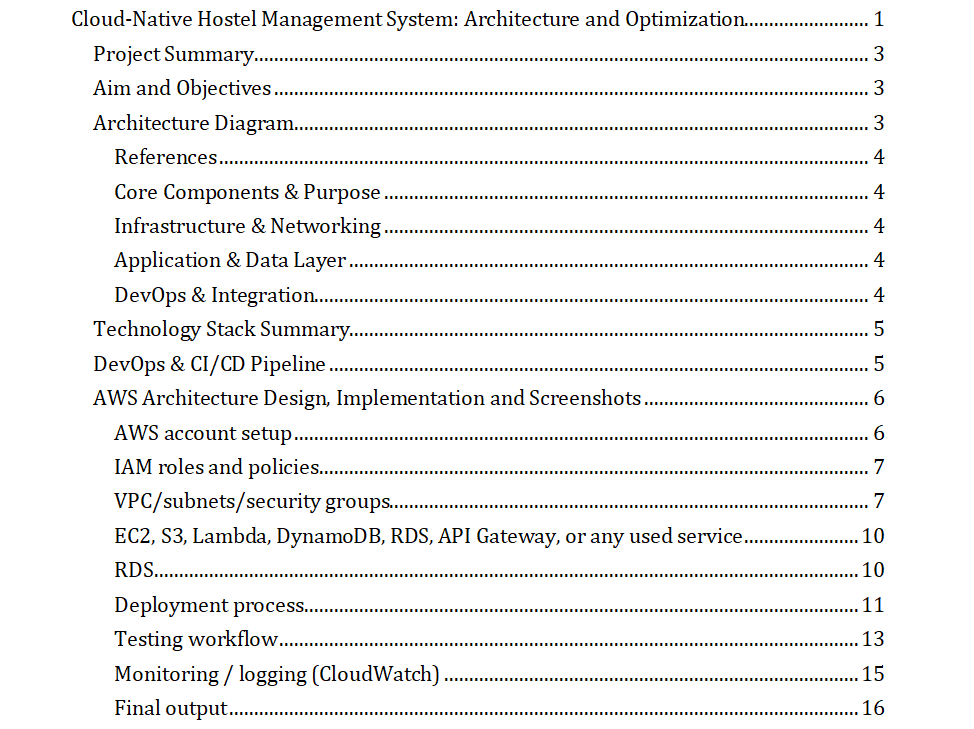 Cloud-Native Hostel Management System: Architecture and Optimization......................... 1
Project Summary............................................................................................................................ 3
Aim and Objectives........................................................................................................................ 3
Architecture Diagram.................................................................................................................... 3
References................................................................................................................................... 4
Core Components & Purpose.................................................................................................. 4
Infrastructure & Networking.................................................................................................. 4
Application & Data Layer......................................................................................................... 4
DevOps & Integration................................................................................................................ 4
Technology Stack Summary......................................................................................................... 5
DevOps & CI/CD Pipeline............................................................................................................. 5
AWS Architecture Design, Implementation and Screenshots............................................. 6
AWS account setup.................................................................................................................... 6
IAM roles and policies............................................................................................................... 7
VPC/subnets/security groups................................................................................................. 7
EC2, S3, Lambda, DynamoDB, RDS, API Gateway, or any used service....................... 10
RDS.............................................................................................................................................. 10
Deployment process................................................................................................................ 11
Testing workflow..................................................................................................................... 13
Monitoring / logging (CloudWatch).................................................................................... 15
Final output............................................................................................................................... 16